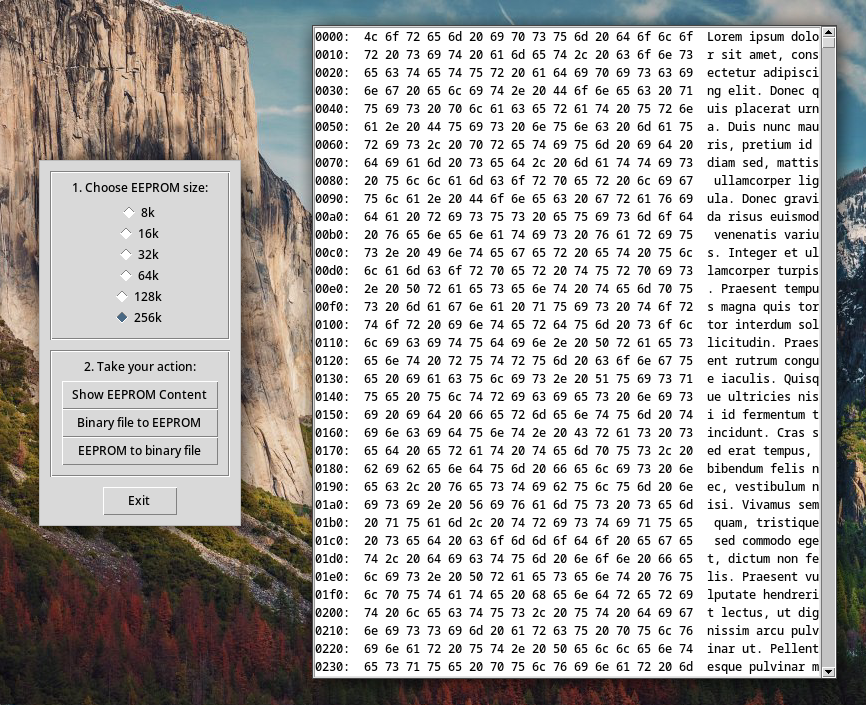 1. Choose EEPROM size:
8k
16k
32k
64k
128k
256k
2. Take your action:
Show EEPROM Content
Binary file to EEPROM
EEPROM to binary file
Exit
0000:  4c 6f 72 65 6d 20 69 70 73 75 6d 20 64 6f 6c 6f  Lorem ipsum dolo
0010:  72 20 73 69 74 20 61 6d 65 74 2c 20 63 6f 6e 73  r sit amet, cons
0020:  65 63 74 65 74 75 72 20 61 64 69 70 69 73 63 69  ectetur adipisci
0030:  6e 67 20 65 6c 69 74 2e 20 44 6f 6e 65 63 20 71  ng elit. Donec q
0040:  75 69 73 20 70 6c 61 63 65 72 61 74 20 75 72 6e  uis placerat urn
0050:  61 2e 20 44 75 69 73 20 6e 75 6e 63 20 6d 61 75  a. Duis nunc mau
0060:  72 69 73 2c 20 70 72 65 74 69 75 6d 20 69 64 20  ris, pretium id
0070:  64 69 61 6d 20 73 65 64 2c 20 6d 61 74 74 69 73  diam sed, mattis
0080:  20 75 6c 6c 61 6d 63 6f 72 70 65 72 20 6c 69 67   ullamcorper lig
0090:  75 6c 61 2e 20 44 6f 6e 65 63 20 67 72 61 76 69  ula. Donec gravi
00a0:  64 61 20 72 69 73 75 73 20 65 75 69 73 6d 6f 64  da risus euismod
00b0:  20 76 65 6e 65 6e 61 74 69 73 20 76 61 72 69 75   venenatis variu
00c0:  73 2e 20 49 6e 74 65 67 65 72 20 65 74 20 75 6c  s. Integer et ul
00d0:  6c 61 6d 63 6f 72 70 65 72 20 74 75 72 70 69 73  lamcorper turpis
00e0:  2e 20 50 72 61 65 73 65 6e 74 20 74 65 6d 70 75  . Praesent tempu
00f0:  73 20 6d 61 67 6e 61 20 71 75 69 73 20 74 6f 72  s magna quis tor
0100:  74 6f 72 20 69 6e 74 65 72 64 75 6d 20 73 6f 6c  tor interdum sol
0110:  6c 69 63 69 74 75 64 69 6e 2e 20 50 72 61 65 73  licitudin. Praes
0120:  65 6e 74 20 72 75 74 72 75 6d 20 63 6f 6e 67 75  ent rutrum congu
0130:  65 20 69 61 63 75 6c 69 73 2e 20 51 75 69 73 71  e iaculis. Quisq
0140:  75 65 20 75 6c 74 72 69 63 69 65 73 20 6e 69 73  ue ultricies nis
0150:  69 20 69 64 20 66 65 72 6d 65 6e 74 75 6d 20 74  i id fermentum t
0160:  69 6e 63 69 64 75 6e 74 2e 20 43 72 61 73 20 73  incidunt. Cras s
0170:  65 64 20 65 72 61 74 20 74 65 6d 70 75 73 2c 20  ed erat tempus,
0180:  62 69 62 65 6e 64 75 6d 20 66 65 6c 69 73 20 6e  bibendum felis n
0190:  65 63 2c 20 76 65 73 74 69 62 75 6c 75 6d 20 6e  ec, vestibulum n
01a0:  69 73 69 2e 20 56 69 76 61 6d 75 73 20 73 65 6d  isi. Vivamus sem
01b0:  20 71 75 61 6d 2c 20 74 72 69 73 74 69 71 75 65   quam, tristique
01c0:  20 73 65 64 20 63 6f 6d 6d 6f 64 6f 20 65 67 65   sed commodo ege
01d0:  74 2c 20 64 69 63 74 75 6d 20 6e 6f 6e 20 66 65  t, dictum non fe
01e0:  6c 69 73 2e 20 50 72 61 65 73 65 6e 74 20 76 75  lis. Praesent vu
01f0:  6c 70 75 74 61 74 65 20 68 65 6e 64 72 65 72 69  lputate hendreri
0200:  74 20 6c 65 63 74 75 73 2c 20 75 74 20 64 69 67  t lectus, ut dig
0210:  6e 69 73 73 69 6d 20 61 72 63 75 20 70 75 6c 76  nissim arcu pulv
0220:  69 6e 61 72 20 75 74 2e 20 50 65 6c 6c 65 6e 74  inar ut. Pellent
0230:  65 73 71 75 65 20 70 75 6c 76 69 6e 61 72 20 6d  esque pulvinar m